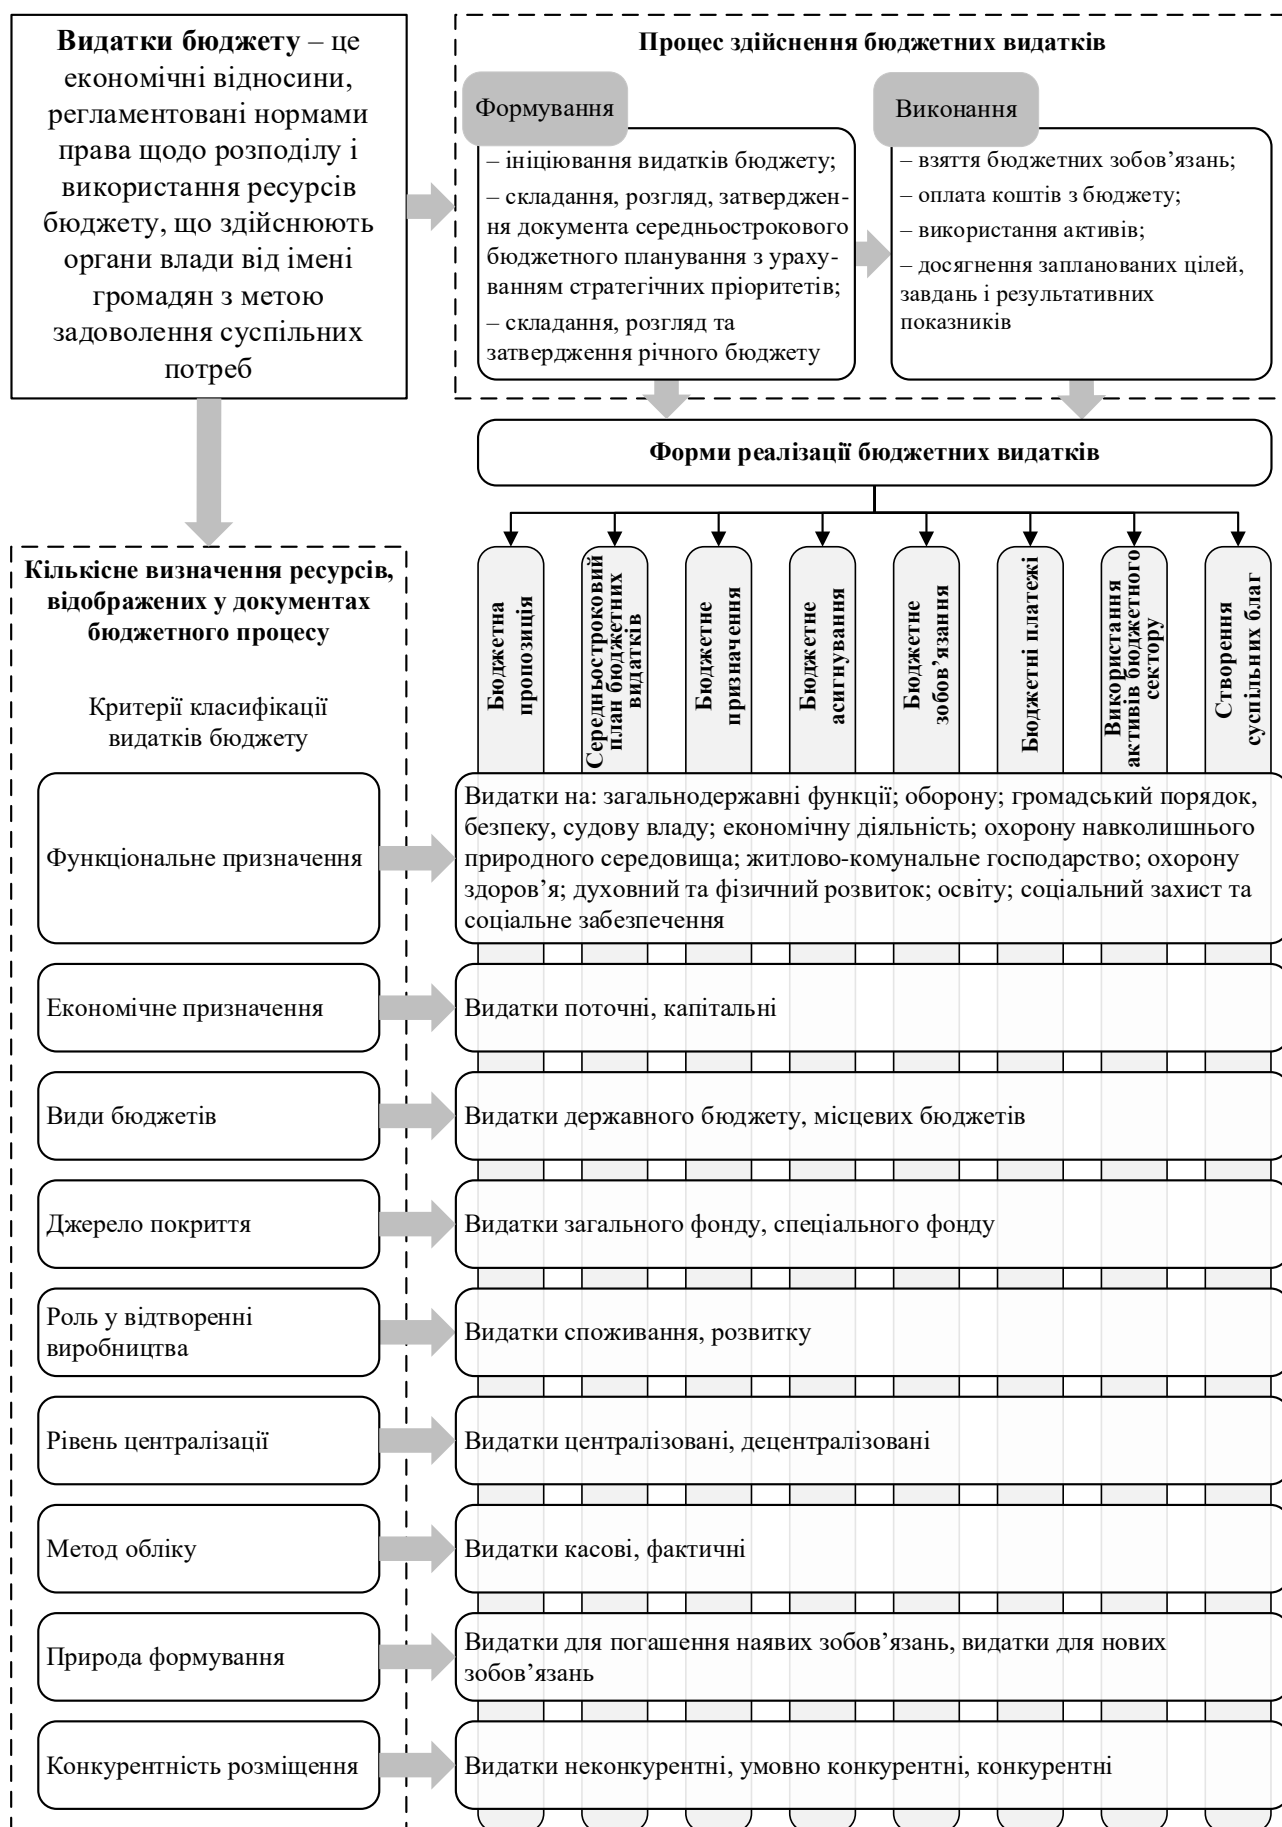 Видатки бюджету – це
економічні відносини,
регламентовані нормами
права щодо розподілу і
використання ресурсів
бюджету, що здійснюють
органи влади від імені
громадян з метою
задоволення суспільних
потреб
Процес здійснення бюджетних видатків
Формування
– ініціювання видатків бюджету;
– складання, розгляд, затверджен-
ня документа середньострокового
бюджетного планування з ураху-
ванням стратегічних пріоритетів;
– складання, розгляд та
затвердження річного бюджету
Виконання
– взяття бюджетних зобов’язань;
– оплата коштів з бюджету;
– використання активів;
– досягнення запланованих цілей,
завдань і результативних
показників
Форми реалізації бюджетних видатків
Бюджетна
пропозиція
Середньостроковий
план бюджетних
видатків
Бюджетне
призначення
Бюджетне
асигнування
Бюджетне
зобов’язання
Бюджетні платежі
Використання
активів бюджетного
сектору
Створення
суспільних благ
Кількісне визначення ресурсів,
відображених у документах
бюджетного процесу
Критерії класифікації
видатків бюджету
Функціональне призначення
Видатки на: загальнодержавні функції; оборону; громадський порядок,
безпеку, судову владу; економічну діяльність; охорону навколишнього
природного середовища; житлово-комунальне господарство; охорону
здоров’я; духовний та фізичний розвиток; освіту; соціальний захист та
соціальне забезпечення
Економічне призначення
Видатки поточні, капітальні
Види бюджетів
Видатки державного бюджету, місцевих бюджетів
Джерело покриття
Видатки загального фонду, спеціального фонду
Роль у відтворенні
виробництва
Видатки споживання, розвитку
Рівень централізації
Видатки централізовані, децентралізовані
Метод обліку
Видатки касові, фактичні
Природа формування
Видатки для погашення наявих зобов’язань, видатки для нових
зобов’язань
Конкурентність розміщення
Видатки неконкурентні, умовно конкурентні, конкурентні